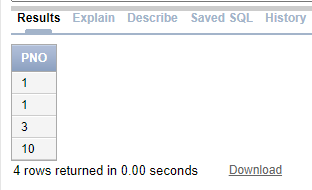 Results Explain Describe Saved SQL History
PNO
1
1
3
10
4 rows returned in 0.00 seconds Download